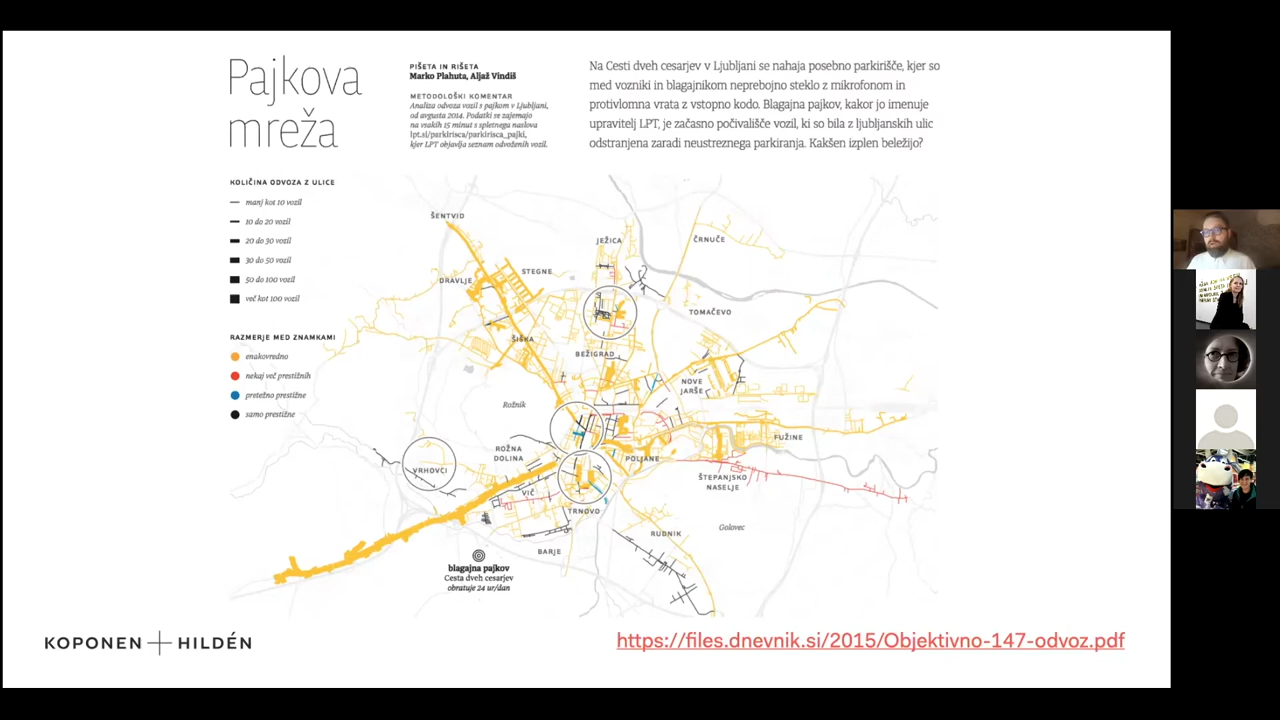 Pajkova
mreža
PIŠETA IN RIŠETA
Marko Plahuta, Aljaž Vindiš
METODOLOŠKI KOMENTAR
Analiza odvoza vozil s pajkom v Ljubljani,
od avgusta 2014. Podatki se zajemajo
na vsakih 15 minut s spletnega naslova
lpt.si/parkirisca/parkirisca_pajki,
kjer LPT objavlja seznam odvoženih vozil.
Na Cesti dveh cesarjev v Ljubljani se nahaja posebno parkirišče, kjer so
med vozniki in blagajnikom neprebojno steklo z mikrofonom in
protivlomna vrata z vstopno kodo. Blagajna pajkov, kakor jo imenuje
upravitelj LPT, je začasno počivališče vozil, ki so bila z ljubljanskih ulic
odstranjena zaradi neustreznega parkiranja. Kakšen izplen beležijo?
KOLIČINA ODVOZA Z ULICE
manj kot 10 vozil
10 do 20 vozil
20 do 30 vozil
30 do 50 vozil
50 do 100 vozil
več kot 100 vozil
RAZMERJE MED ZNAMKAMI
enakovredno
nekaj več prestižnih
pretežno prestižne
samo prestižne
ŠENTVID
JEŽICA
ČRNUČE
STEGNE
DRAVLJE
TOMAČEVO
ŠIŠKA
BEŽIGRAD
NOVE
JARŠE
Rožnik
FUŽINE
ROŽNA
DOLINA
POLJANE
VRHOVCI
ŠTEPANJSKO
NASELJE
VIČ
TRNOVO
Golovec
RUDNIK
BARJE
blagajna pajkov
Cesta dveh cesarjev
obratuje 24 ur/dan
KOPONEN + HILDÉN
https://files.dnevnik.si/2015/Objektivno-147-odvoz.pdf